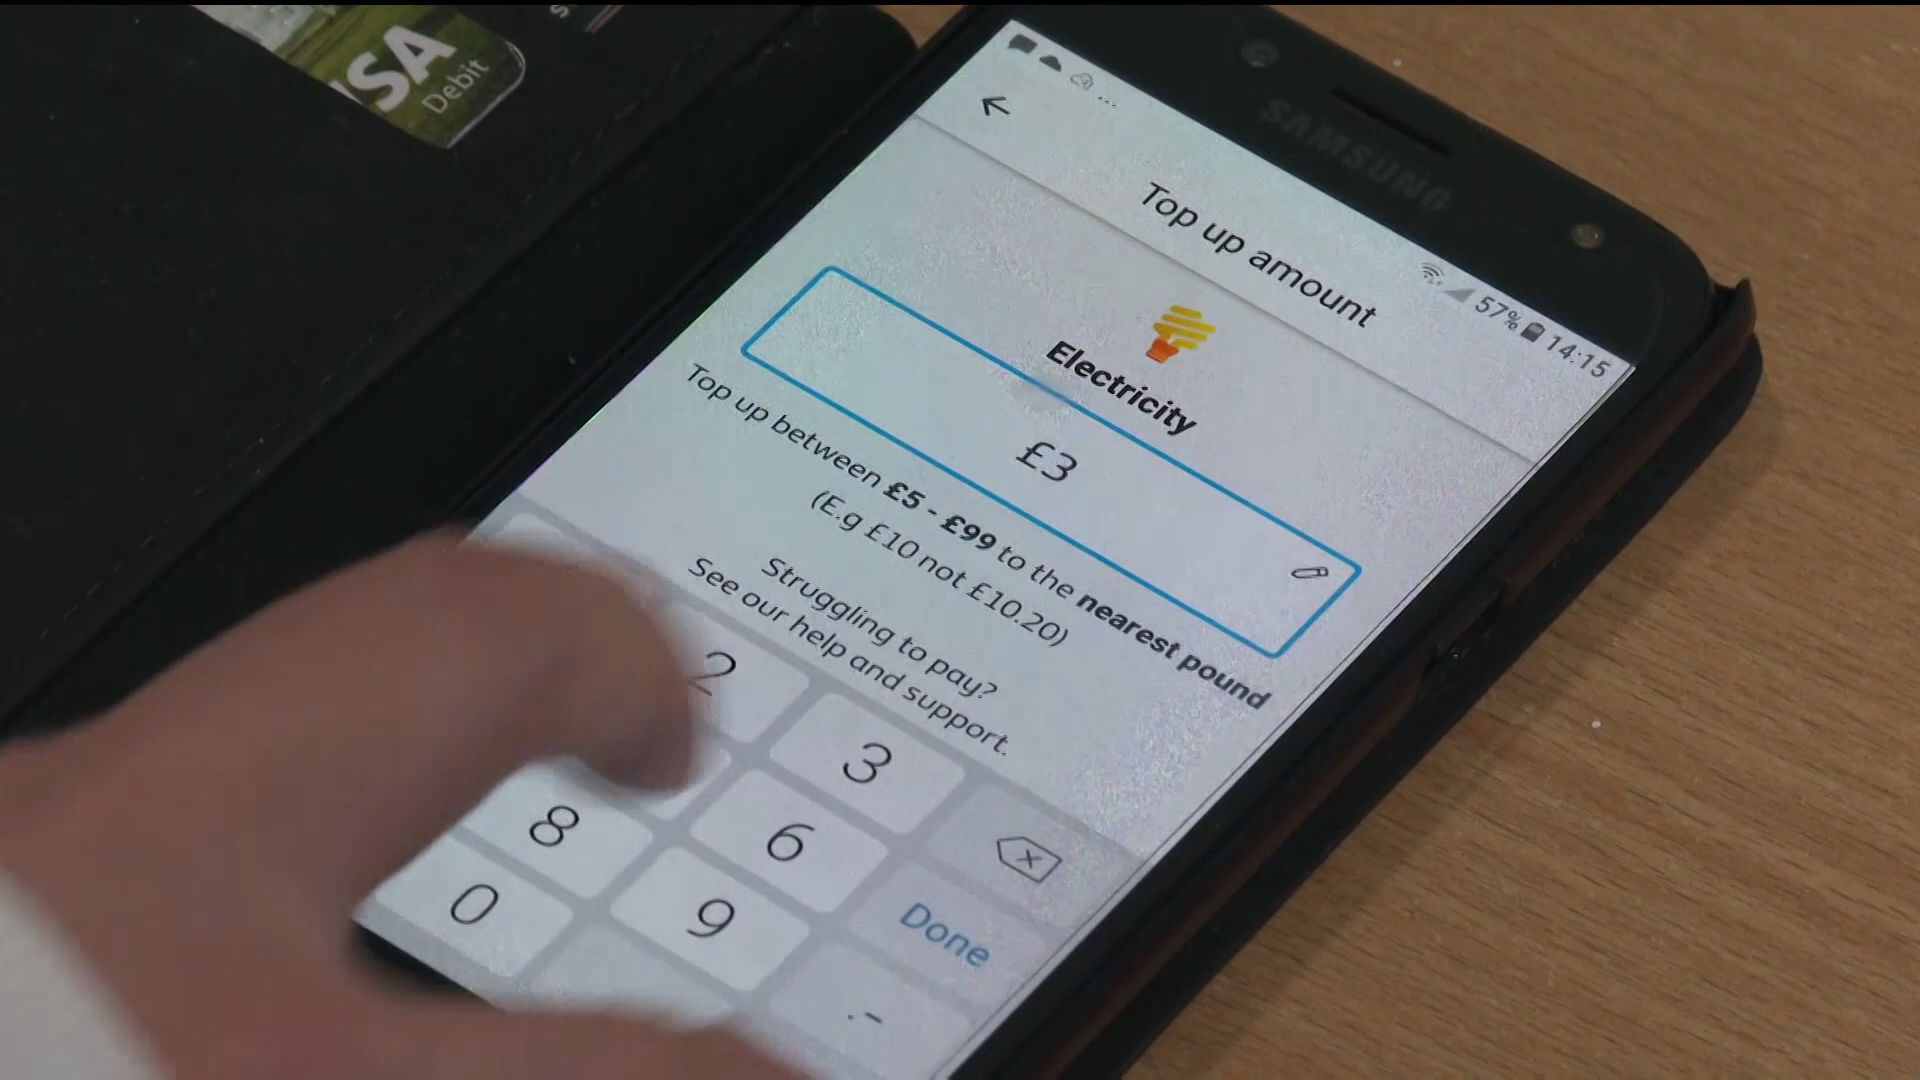 VISA
Debit
SAMSUNG
57% 14:15
Top up amount
Electricity
£3
Top up between £5 - £99 to the nearest pound
(E.g £10 not £10.20)
Struggling to pay?
See our help and support.
2
3
6
8
9
Done
0
.-